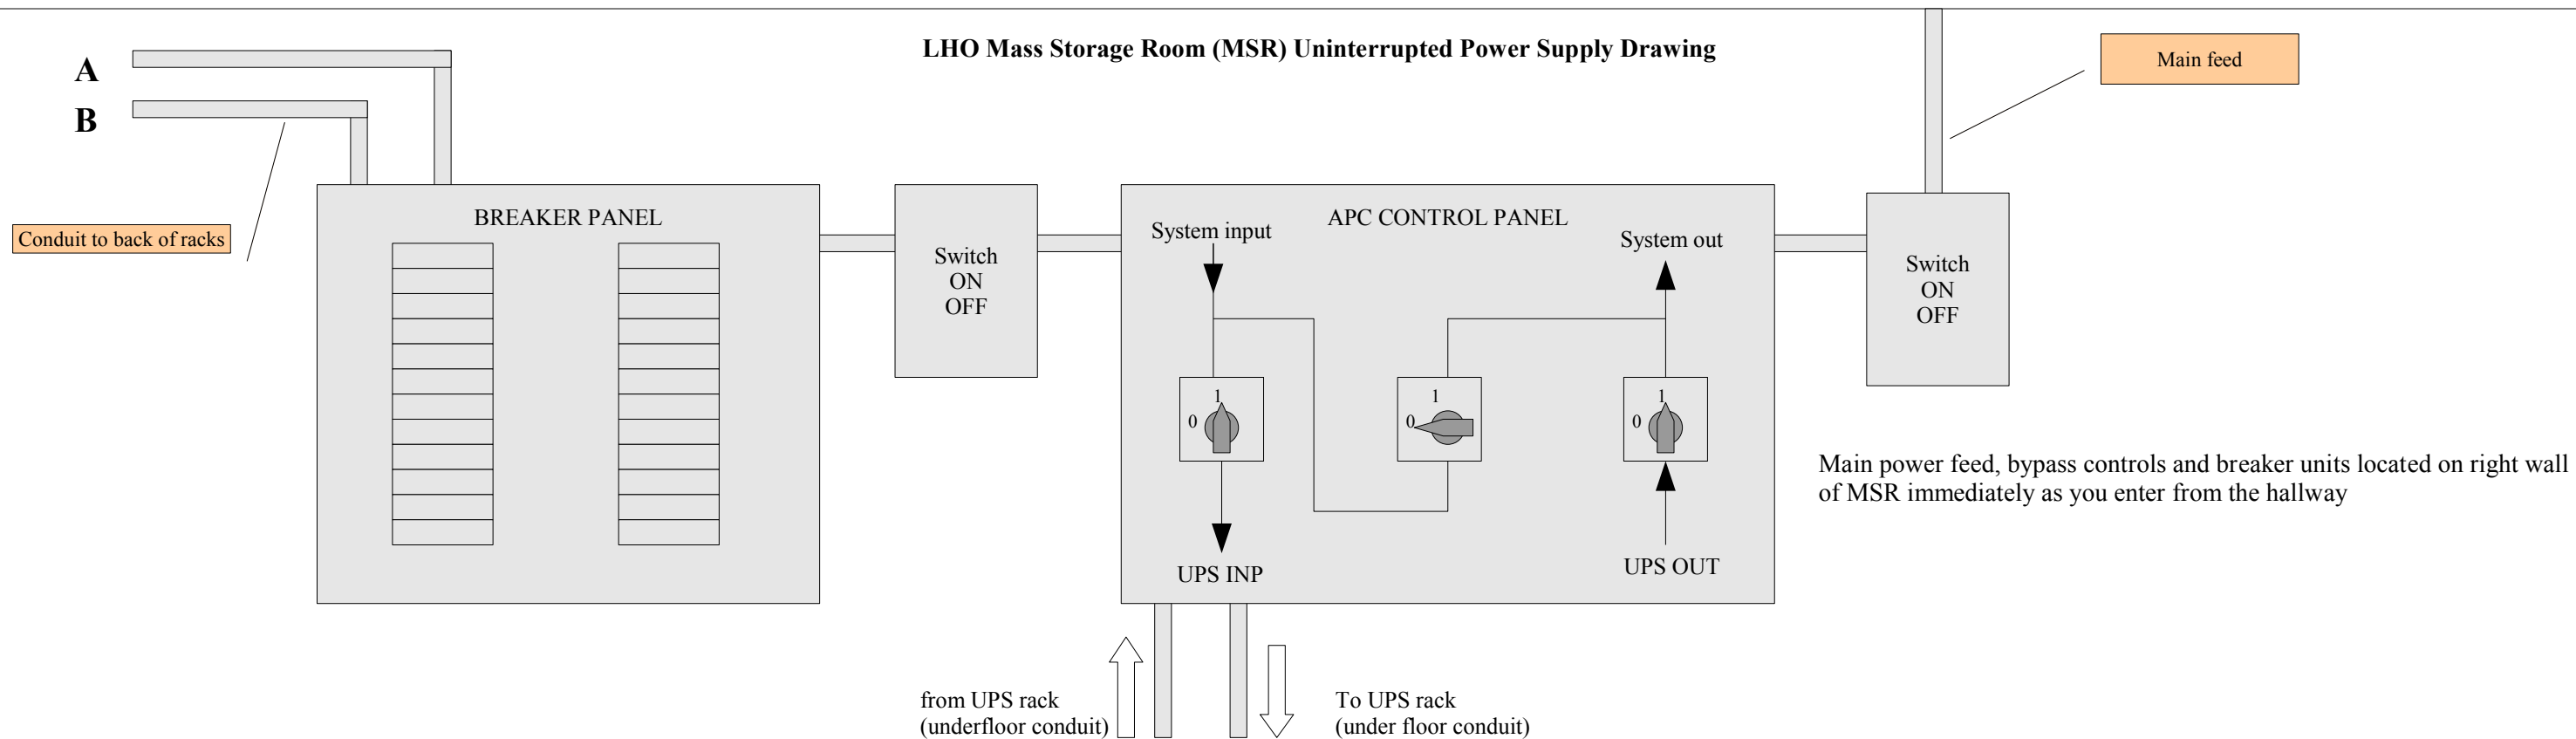 LHO Mass Storage Room (MSR) Uninterrupted Power Supply Drawing
A
B
Main feed
Conduit to back of racks
BREAKER PANEL
Switch
ON
OFF
APC CONTROL PANEL
System input
System out
1
0
1
0
1
0
UPS INP
UPS OUT
Switch
ON
OFF
Main power feed, bypass controls and breaker units located on right wall
of MSR immediately as you enter from the hallway
from UPS rack
(underfloor conduit)
To UPS rack
(under floor conduit)